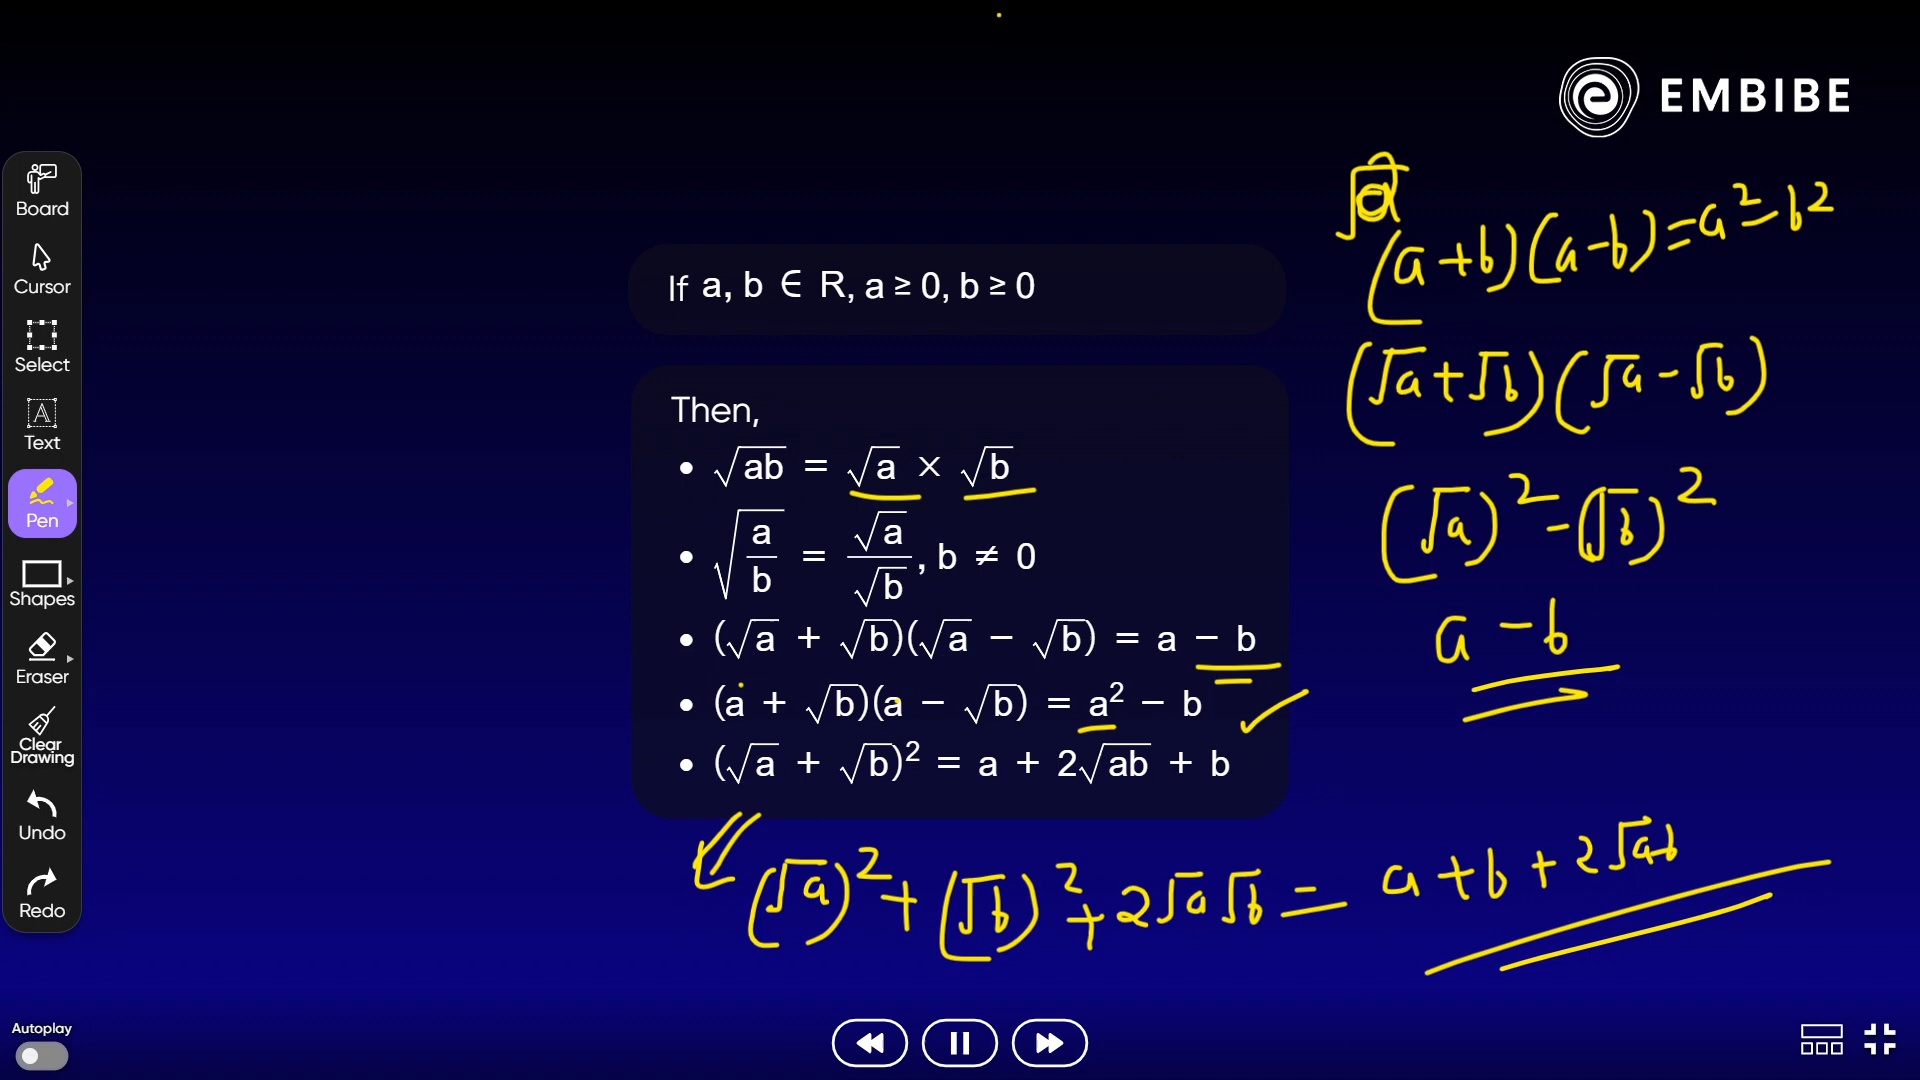 EMBIBE
Board
Cursor
Select
Text
Pen
Shapes
Eraser
Clear
Drawing
Undo
Redo
Autoplay
If a, b ∈ R, a ≥ 0, b ≥ 0
Then,
• √ab = √a × √b
• √(a/b) = √a/√b, b ≠ 0
• (√a + √b)(√a − √b) = a − b
• (a + √b)(a − √b) = a² − b
• (√a + √b)² = a + 2√ab + b
(a+b)(a-b)=a²-b²
(√a+√b)(√a-√b)
(√a)²-(√b)²
a-b
(√a)²+(√b)²+2√a√b = a+b+2√ab